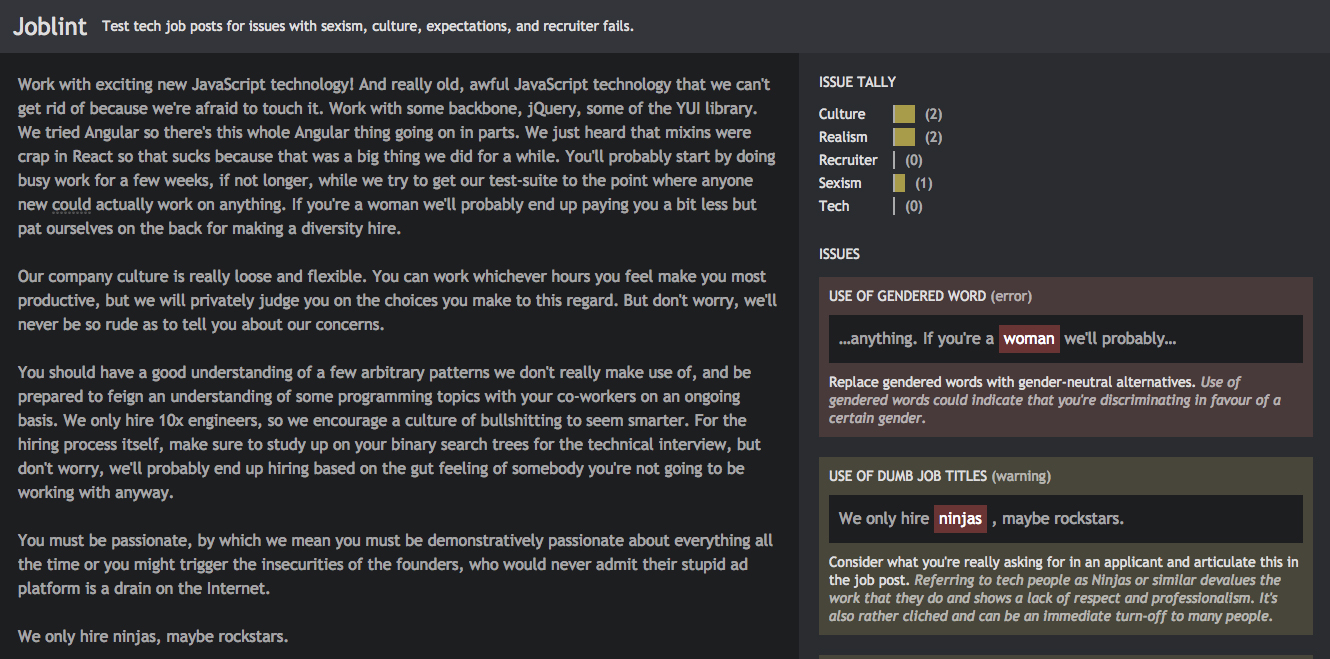 Joblint Test tech job posts for issues with sexism, culture, expectations, and recruiter fails.
Work with exciting new JavaScript technology! And really old, awful JavaScript technology that we can't
get rid of because we're afraid to touch it. Work with some backbone, jQuery, some of the YUI library.
We tried Angular so there's this whole Angular thing going on in parts. We just heard that mixins were
crap in React so that sucks because that was a big thing we did for a while. You'll probably start by doing
busy work for a few weeks, if not longer, while we try to get our test-suite to the point where anyone
new could actually work on anything. If you're a woman we'll probably end up paying you a bit less but
pat ourselves on the back for making a diversity hire.
Our company culture is really loose and flexible. You can work whichever hours you feel make you most
productive, but we will privately judge you on the choices you make to this regard. But don't worry, we'll
never be so rude as to tell you about our concerns.
You should have a good understanding of a few arbitrary patterns we don't really make use of, and be
prepared to feign an understanding of some programming topics with your co-workers on an ongoing
basis. We only hire 10x engineers, so we encourage a culture of bullshitting to seem smarter. For the
hiring process itself, make sure to study up on your binary search trees for the technical interview, but
don't worry, we'll probably end up hiring based on the gut feeling of somebody you're not going to be
working with anyway.
You must be passionate, by which we mean you must be demonstratively passionate about everything all
the time or you might trigger the insecurities of the founders, who would never admit their stupid ad
platform is a drain on the Internet.
We only hire ninjas, maybe rockstars.
ISSUE TALLY
Culture (2)
Realism (2)
Recruiter (0)
Sexism (1)
Tech (0)
ISSUES
USE OF GENDERED WORD (error)
...anything. If you're a woman we'll probably...
Replace gendered words with gender-neutral alternatives. Use of
gendered words could indicate that you're discriminating in favour of a
certain gender.
USE OF DUMB JOB TITLES (warning)
We only hire ninjas , maybe rockstars.
Consider what you're really asking for in an applicant and articulate this in
the job post. Referring to tech people as Ninjas or similar devalues the
work that they do and shows a lack of respect and professionalism. It's
also rather cliched and can be an immediate turn-off to many people.